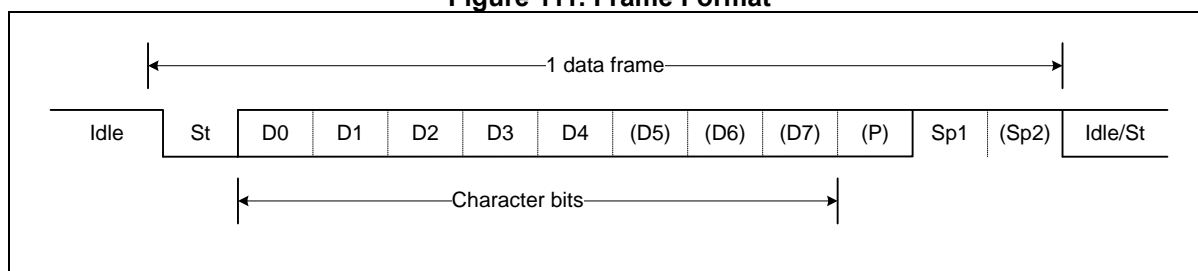 Figure 111. Frame Format
1 data frame
Idle St D0 D1 D2 D3 D4 (D5) (D6) (D7) (P) Sp1 (Sp2) Idle/St
Character bits